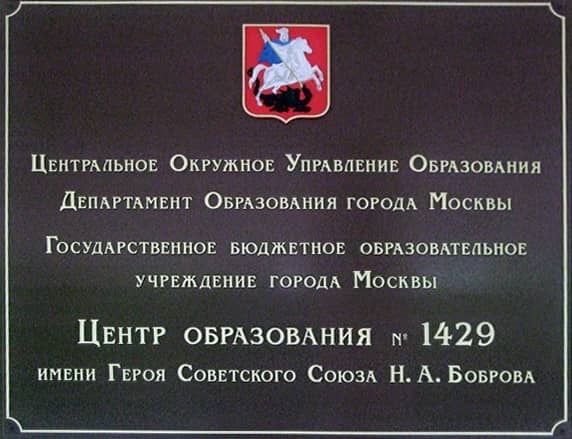 Центральное Окружное Управление Образования
Департамент Образования города Москвы
Государственное бюджетное образовательное
учреждение города Москвы
Центр образования № 1429
имени Героя Советского Союза Н. А. Боброва